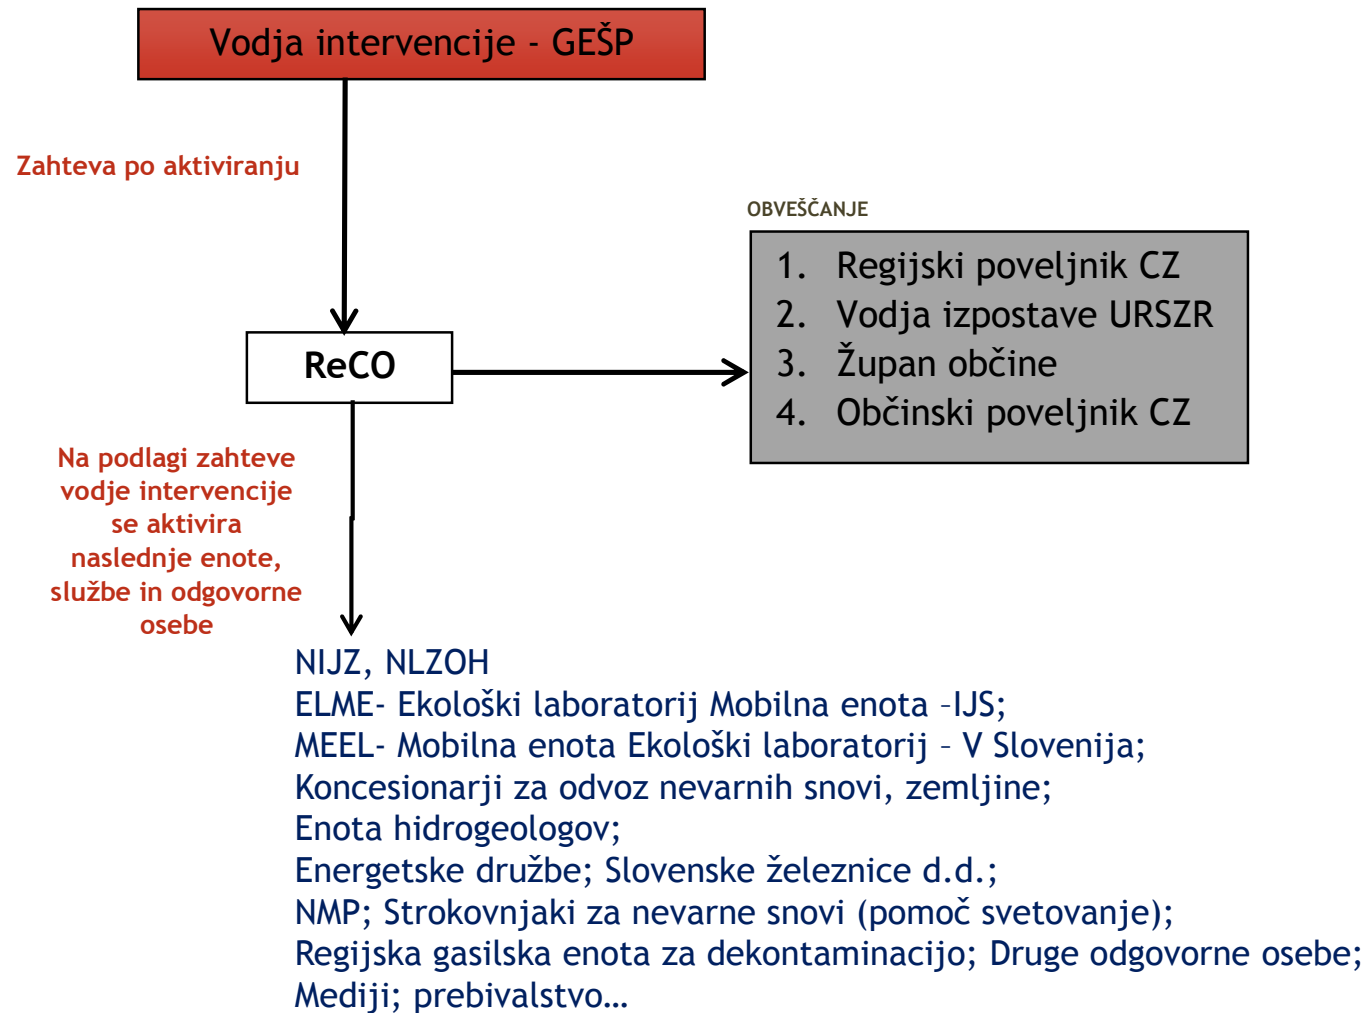 Vodja intervencije - GEŠP
Zahteva po aktiviranju
OBVEŠČANJE
1. Regijski poveljnik CZ
2. Vodja izpostave URSZR
3. Župan občine
4. Občinski poveljnik CZ
ReCO
Na podlagi zahteve
vodje intervencije
se aktivira
naslednje enote,
službe in odgovorne
osebe
NIJZ, NLZOH
ELME- Ekološki laboratorij Mobilna enota –IJS;
MEEL- Mobilna enota Ekološki laboratorij – V Slovenija;
Koncesionarji za odvoz nevarnih snovi, zemljine;
Enota hidrogeologov;
Energetske družbe; Slovenske železnice d.d.;
NMP; Strokovnjaki za nevarne snovi (pomoč svetovanje);
Regijska gasilska enota za dekontaminacijo; Druge odgovorne osebe;
Mediji; prebivalstvo…